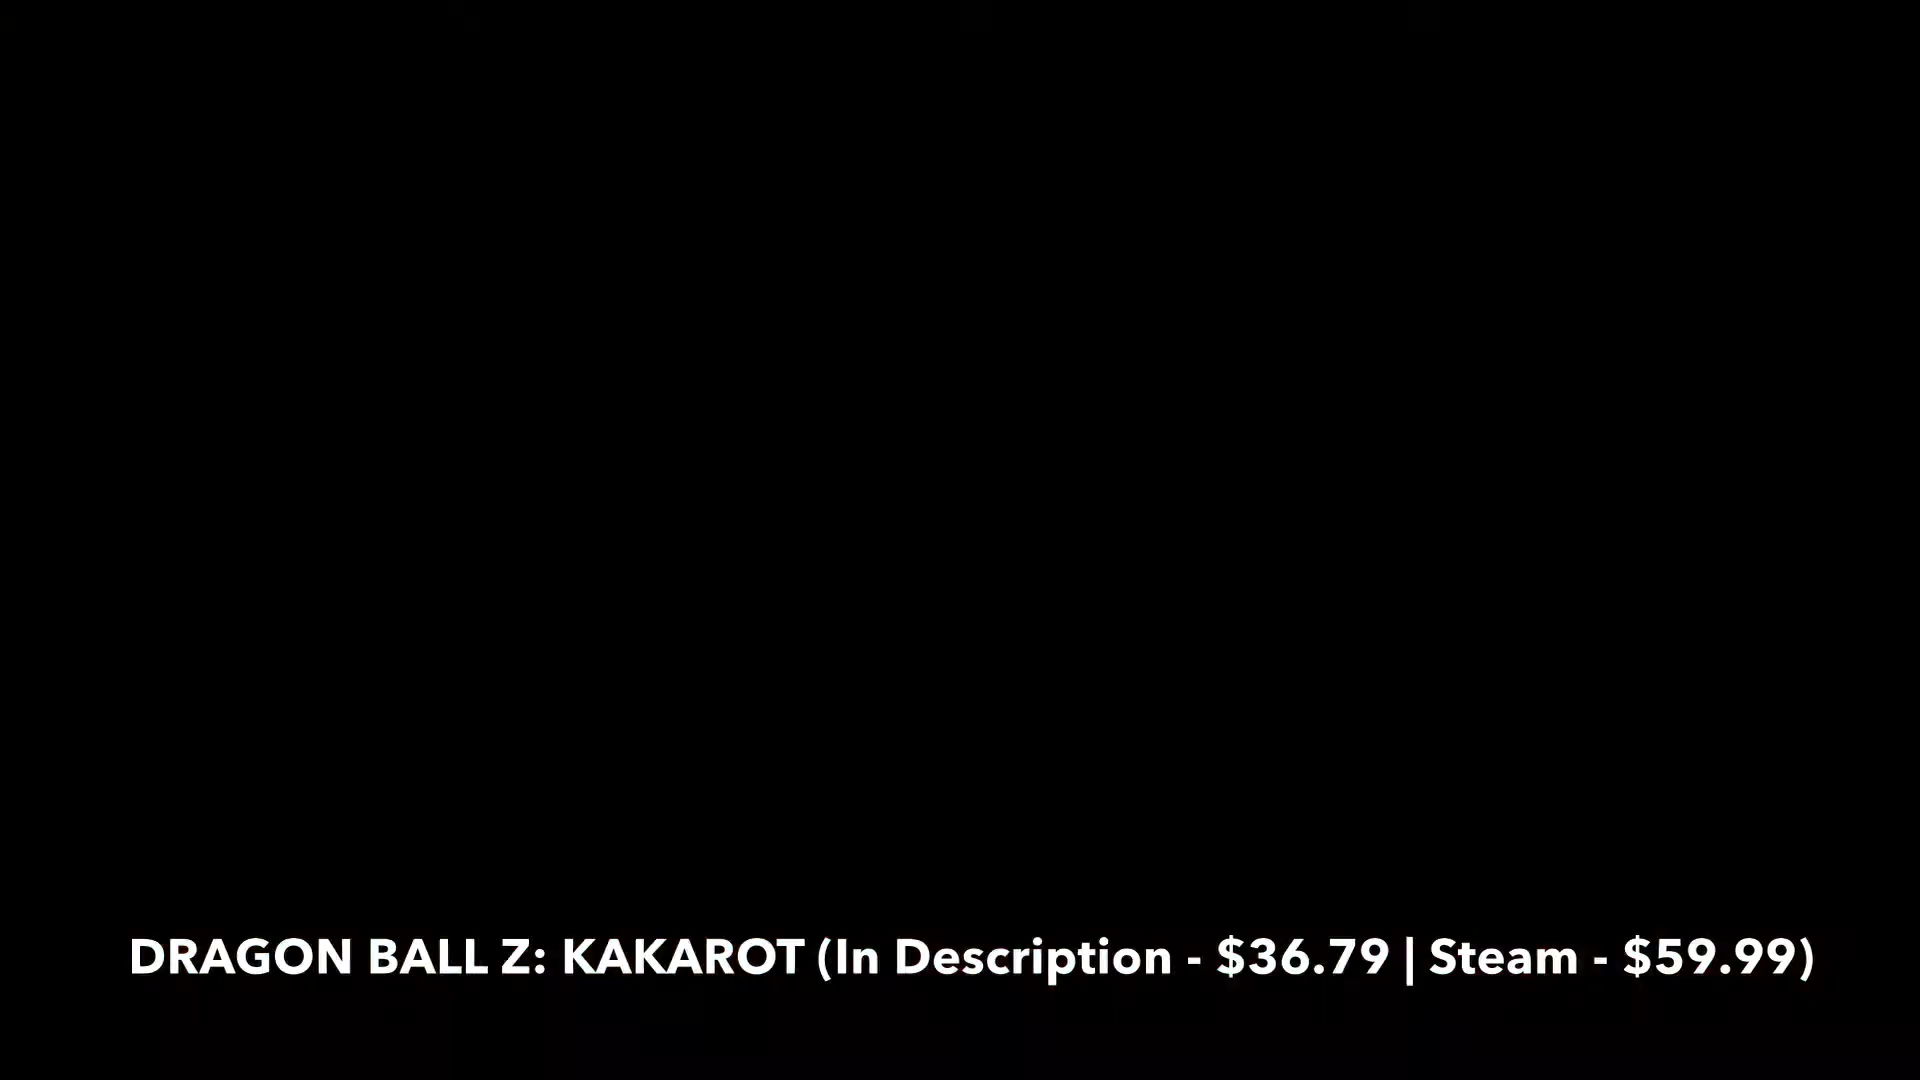 DRAGON BALL Z: KAKAROT (In Description - $36.79 | Steam - $59.99)